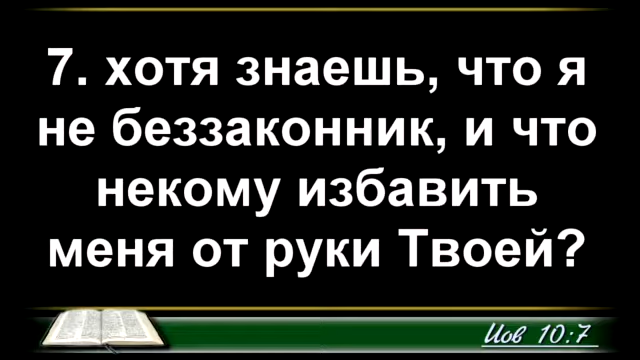 7. хотя знаешь, что я
не беззаконник, и что
некому избавить
меня от руки Твоей?
Иов 10:7